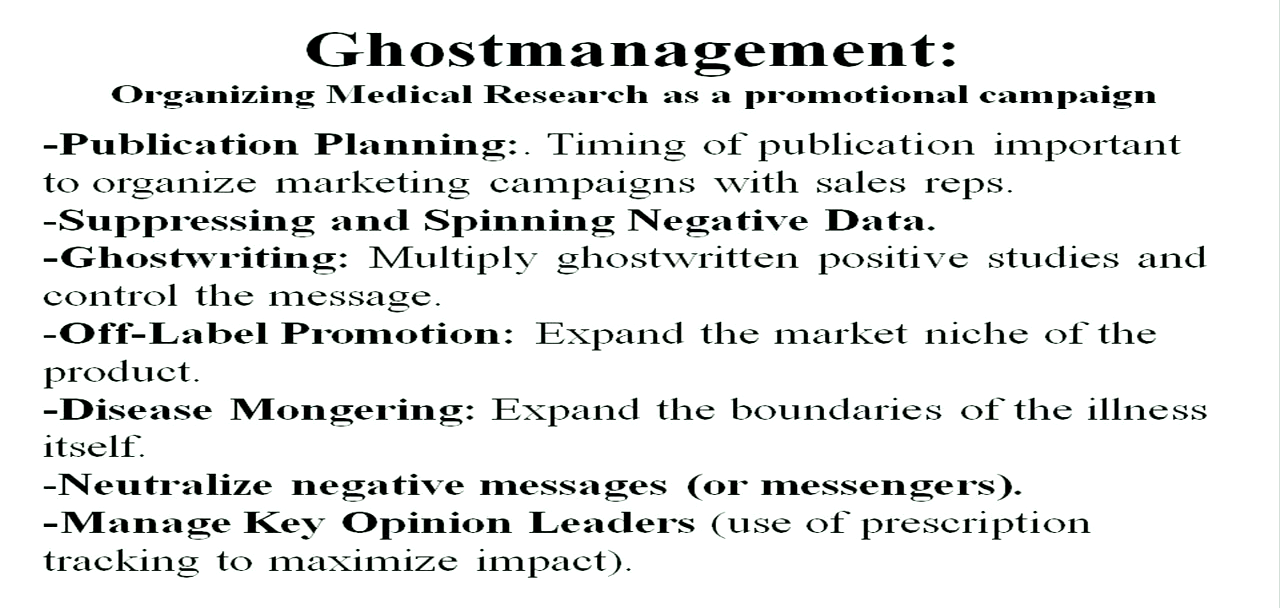 Ghostmanagement:
Organizing Medical Research as a promotional campaign
-Publication Planning:. Timing of publication important
to organize marketing campaigns with sales reps.
-Suppressing and Spinning Negative Data.
-Ghostwriting: Multiply ghostwritten positive studies and
control the message.
-Off-Label Promotion: Expand the market niche of the
product.
-Disease Mongering: Expand the boundaries of the illness
itself.
-Neutralize negative messages (or messengers).
-Manage Key Opinion Leaders (use of prescription
tracking to maximize impact).